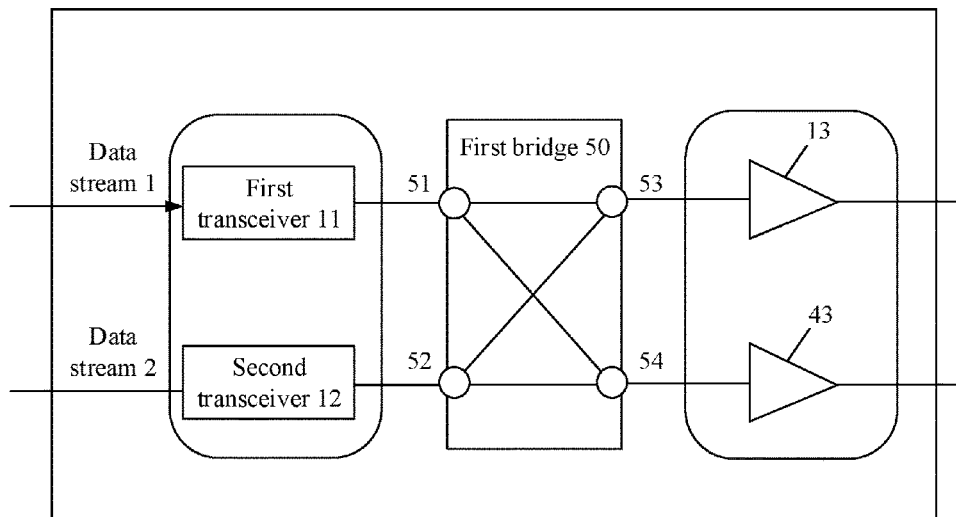 Data
stream 1
First
transceiver 11
51
First bridge 50
53
13
Data
stream 2
Second
transceiver 12
52
54
43